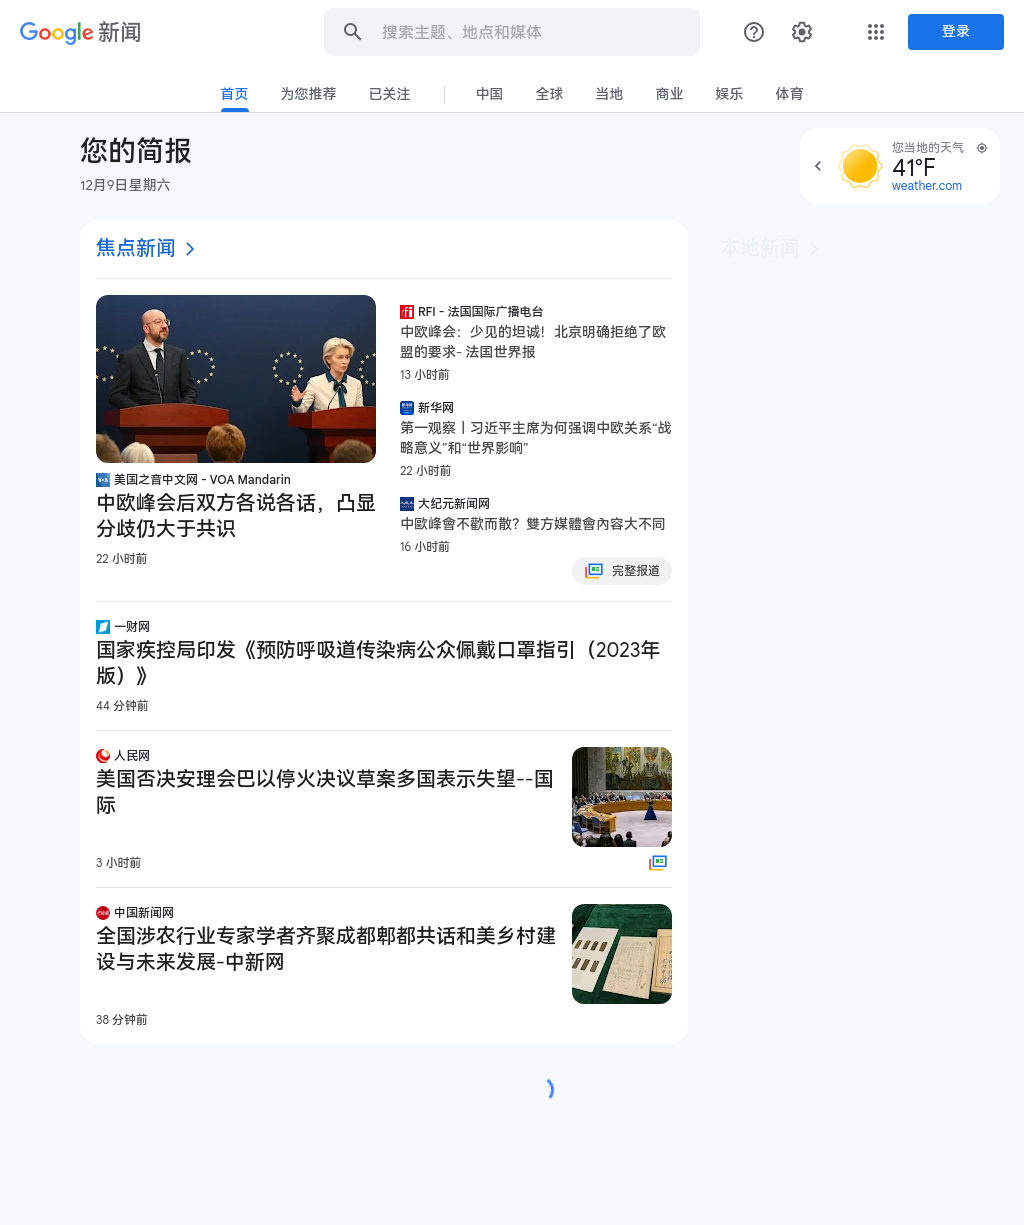 Google 新闻
搜索主题、地点和媒体
登录
首页
为您推荐
已关注
中国
全球
当地
商业
娱乐
体育
您的简报
12月9日星期六
您当地的天气
41°F
weather.com
焦点新闻
本地新闻
美国之音中文网 - VOA Mandarin
中欧峰会后双方各说各话，凸显
分歧仍大于共识
22 小时前
RFI - 法国国际广播电台
中欧峰会：少见的坦诚！北京明确拒绝了欧
盟的要求- 法国世界报
13 小时前
新华网
第一观察丨习近平主席为何强调中欧关系“战
略意义”和“世界影响”
22 小时前
大纪元新闻网
中歐峰會不歡而散？雙方媒體會內容大不同
16 小时前
完整报道
一财网
国家疾控局印发《预防呼吸道传染病公众佩戴口罩指引（2023年
版）》
44 分钟前
人民网
美国否决安理会巴以停火决议草案多国表示失望--国
际
3 小时前
中国新闻网
全国涉农行业专家学者齐聚成都郫都共话和美乡村建
设与未来发展-中新网
38 分钟前